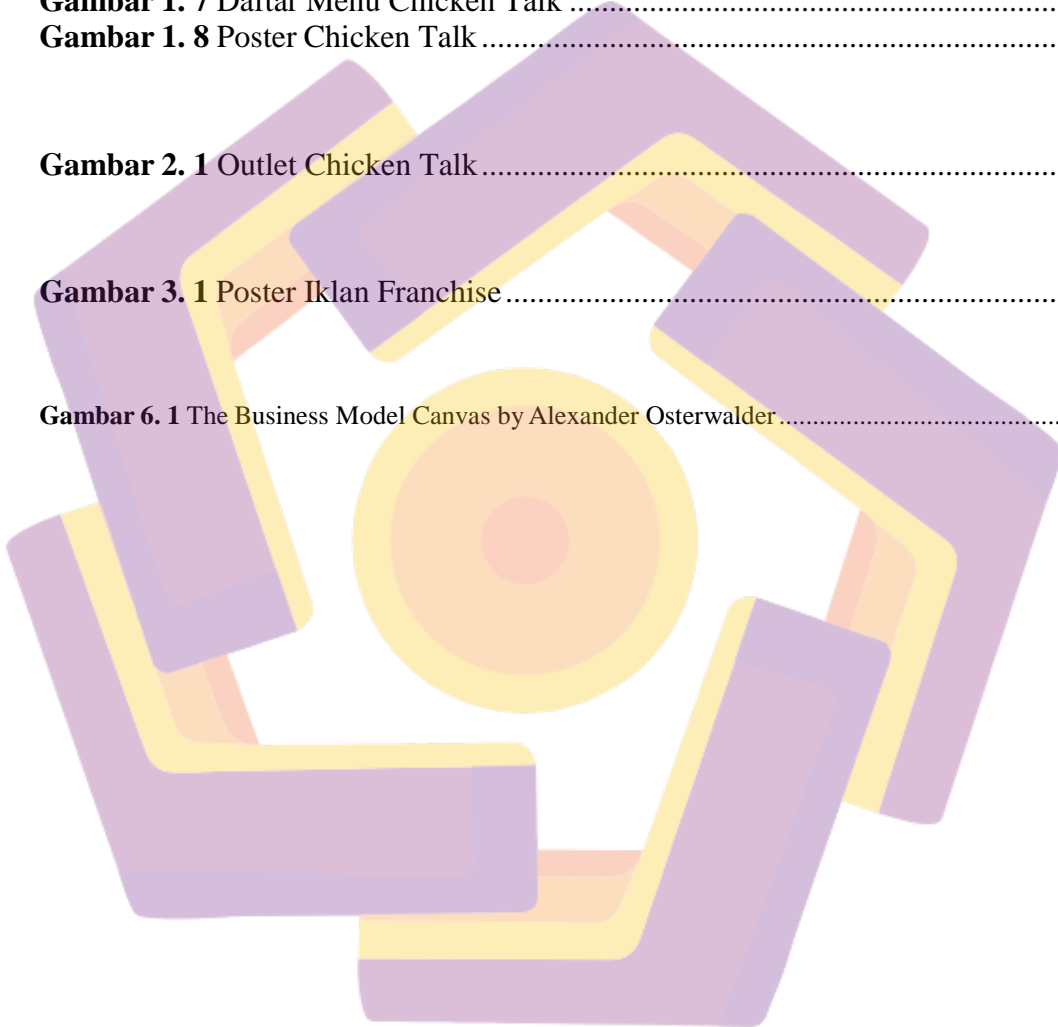 Gambar 1. 7 Daftar Menu Chicken Talk ..........................................................
Gambar 1. 8 Poster Chicken Talk ......................................................................
Gambar 2. 1 Outlet Chicken Talk ......................................................................
Gambar 3. 1 Poster Iklan Franchise ...................................................................
Gambar 6. 1 The Business Model Canvas by Alexander Osterwalder ..........................................